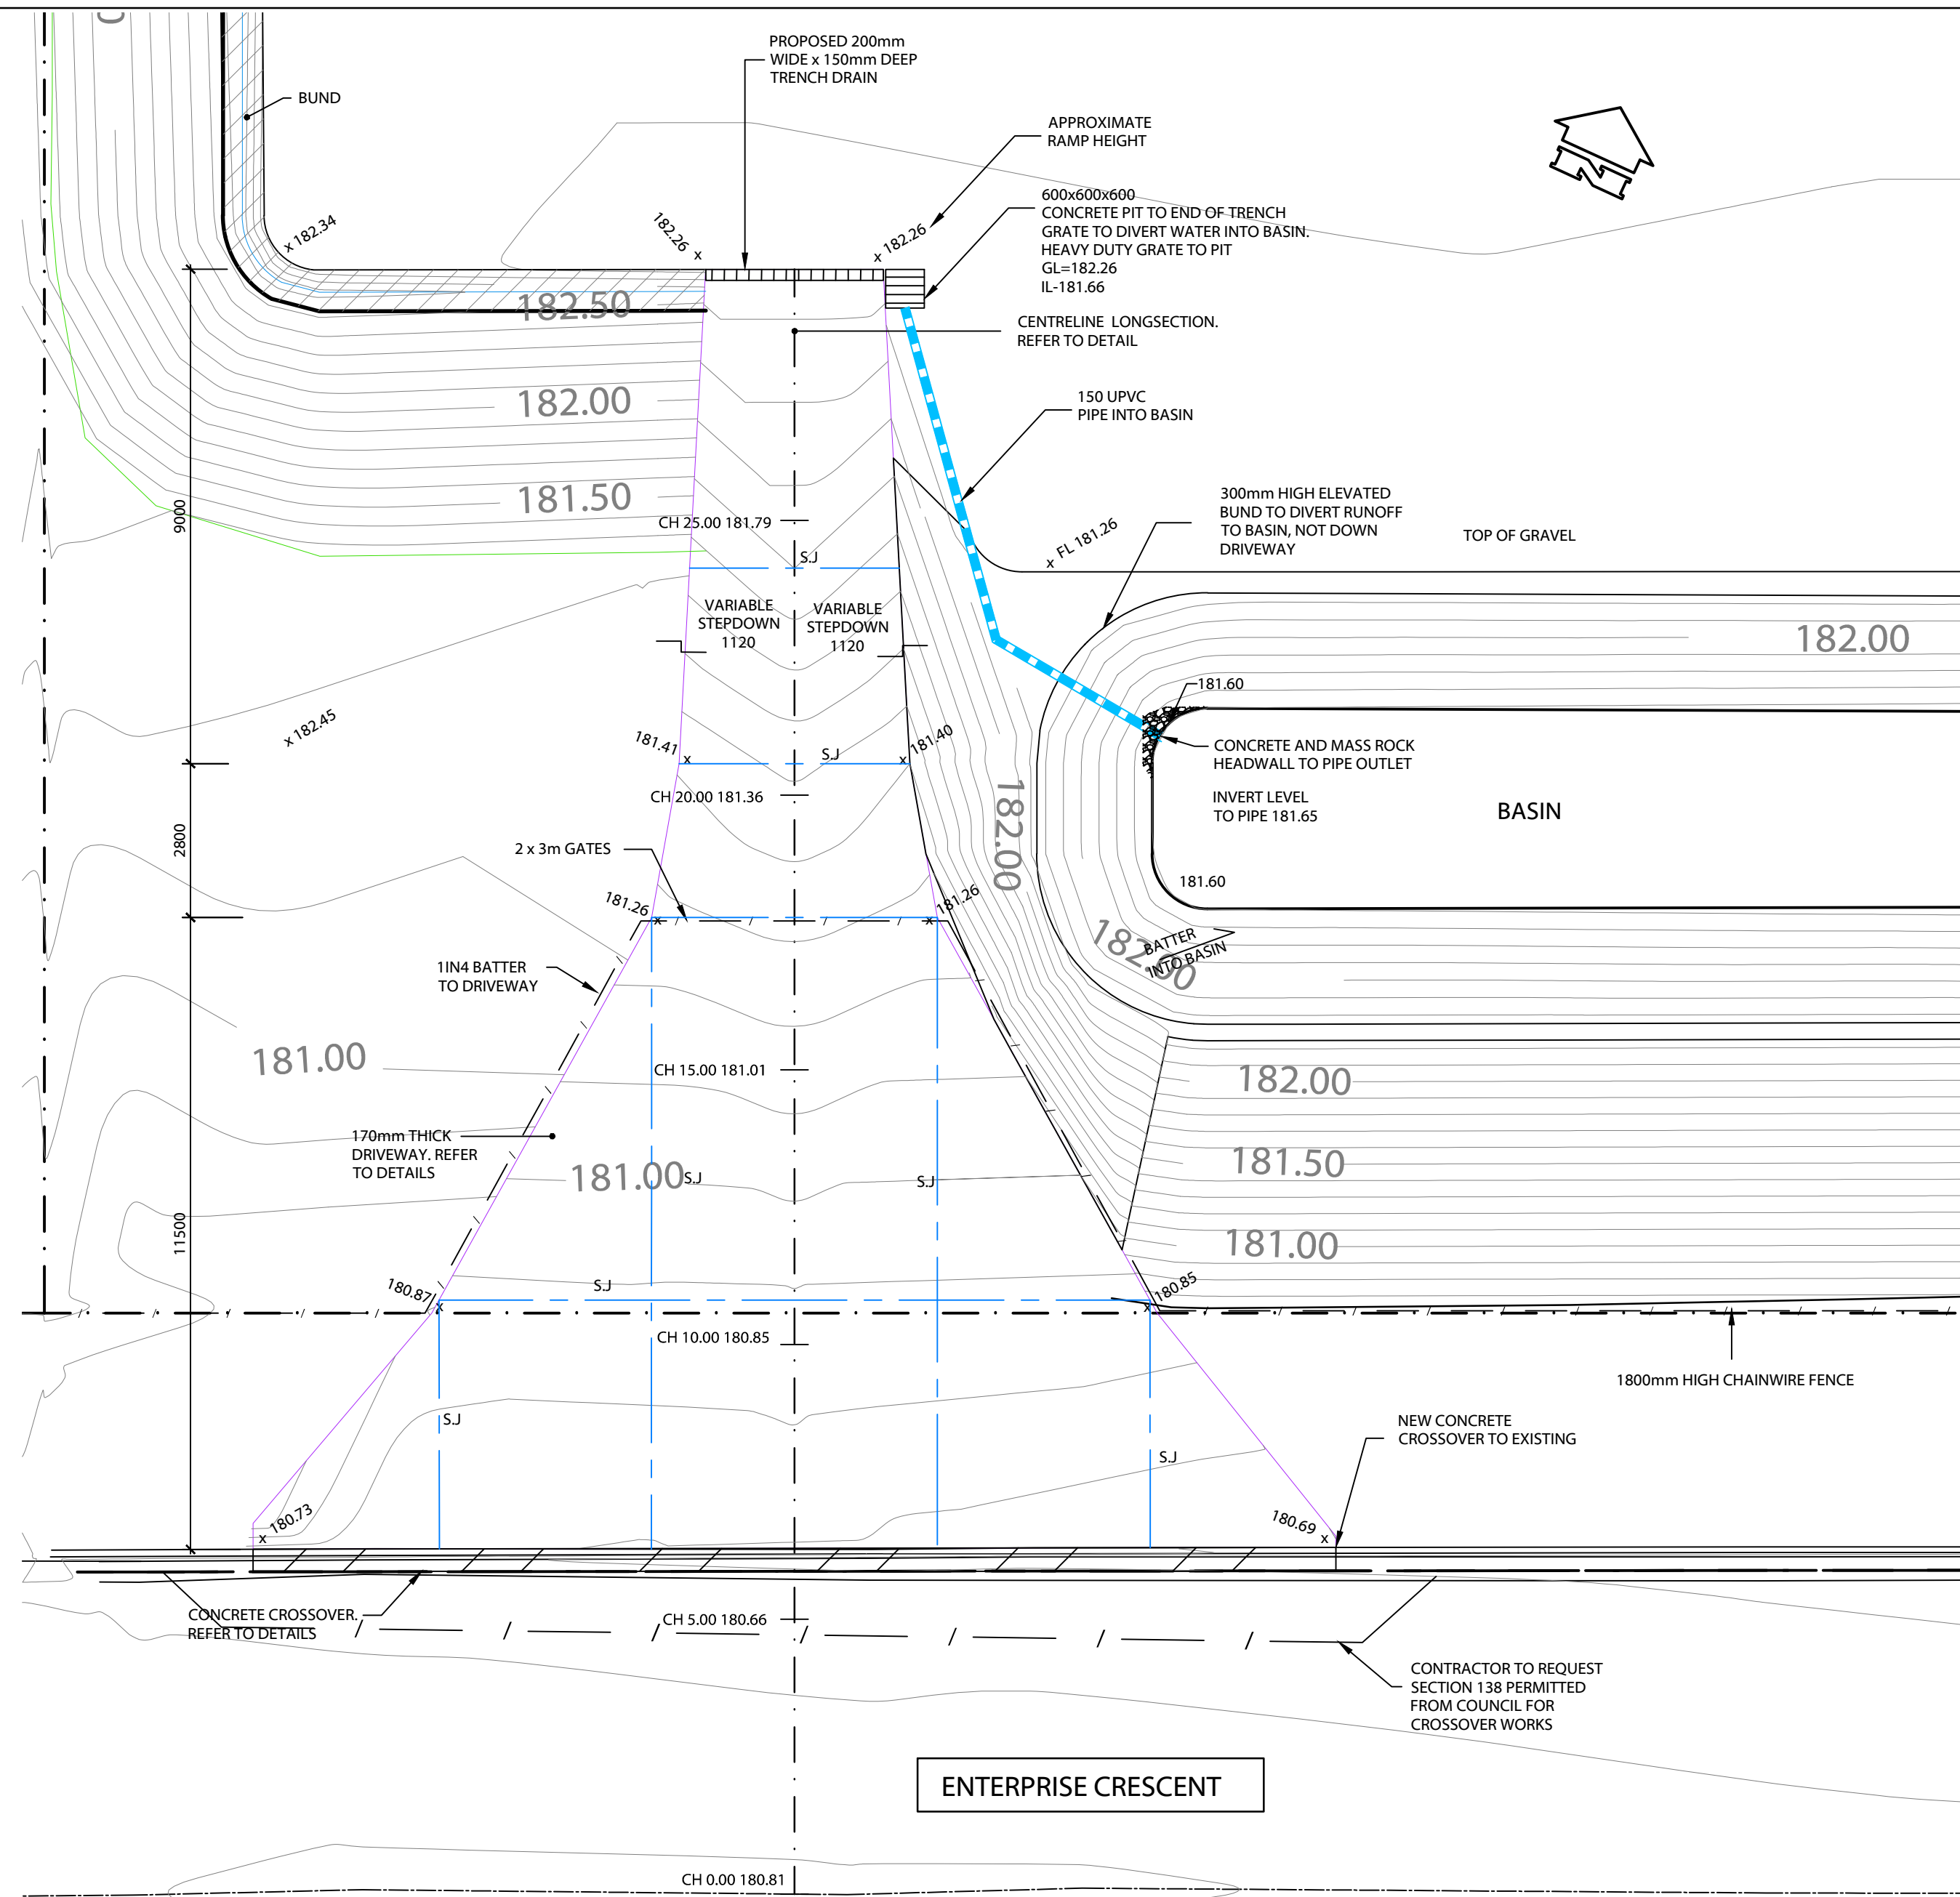 PROPOSED 200mm
WIDE x 150mm DEEP
TRENCH DRAIN
BUND
APPROXIMATE
RAMP HEIGHT
N
600x600x600
CONCRETE PIT TO END OF TRENCH
GRATE TO DIVERT WATER INTO BASIN.
HEAVY DUTY GRATE TO PIT
GL=182.26
IL-181.66
x 182.34
182.26 x
x 182.26
182.50
CENTRELINE LONGSECTION.
REFER TO DETAIL
182.00
150 UPVC
PIPE INTO BASIN
181.50
9000
CH 25.00 181.79
S.J
x FL 181.26
300mm HIGH ELEVATED
BUND TO DIVERT RUNOFF
TO BASIN, NOT DOWN
DRIVEWAY
TOP OF GRAVEL
VARIABLE
STEPDOWN
1120
VARIABLE
STEPDOWN
1120
182.00
181.60
x 182.45
181.41 x
S.J
x 181.40
CONCRETE AND MASS ROCK
HEADWALL TO PIPE OUTLET
CH 20.00 181.36
182.00
INVERT LEVEL
TO PIPE 181.65
BASIN
2800
2 x 3m GATES
181.60
181.26 x
x 181.26
182.00
BATTER
INTO BASIN
1IN4 BATTER
TO DRIVEWAY
181.00
CH 15.00 181.01
182.00
170mm THICK
DRIVEWAY. REFER
TO DETAILS
181.00
S.J
S.J
181.50
11500
181.00
180.87
x
S.J
x 180.85
CH 10.00 180.85
1800mm HIGH CHAINWIRE FENCE
S.J
S.J
NEW CONCRETE
CROSSOVER TO EXISTING
x 180.73
180.69 x
CONCRETE CROSSOVER.
REFER TO DETAILS
CH 5.00 180.66
CONTRACTOR TO REQUEST
SECTION 138 PERMITTED
FROM COUNCIL FOR
CROSSOVER WORKS
ENTERPRISE CRESCENT
CH 0.00 180.81